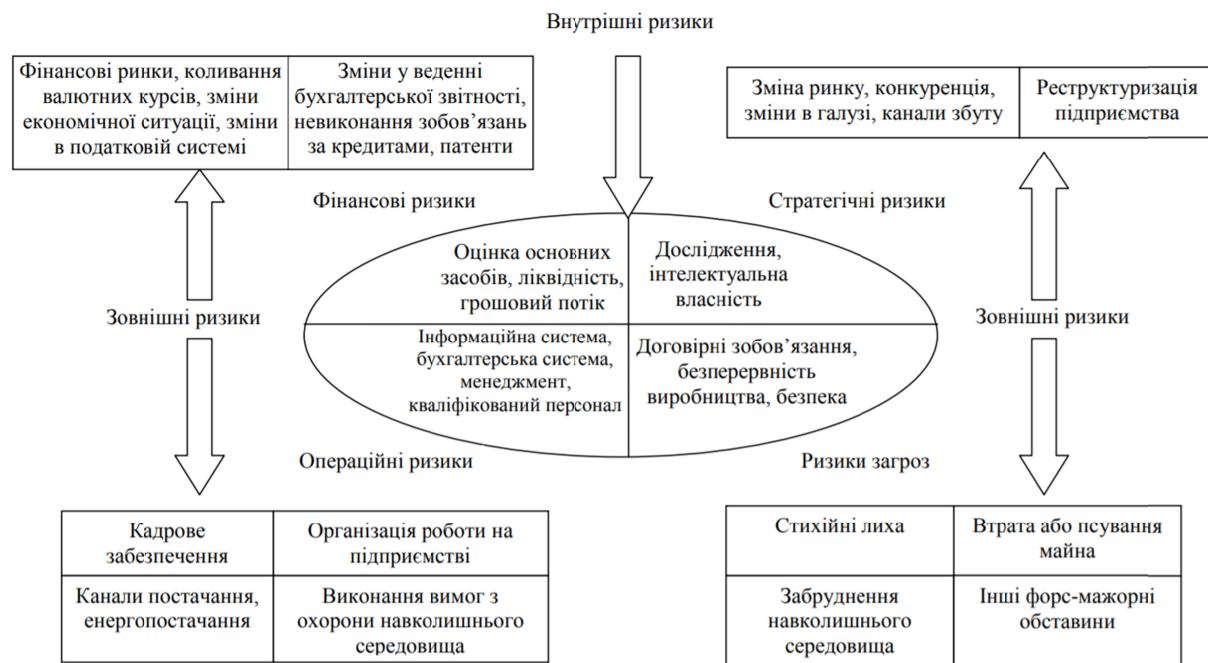 Внутрішні ризики
Фінансові ринки, коливання
валютних курсів, зміни
економічної ситуації, зміни
в податковій системі
Зміни у веденні
бухгалтерської звітності,
невиконання зобов’язань
за кредитами, патенти
Зміна ринку, конкуренція,
зміни в галузі, канали збуту
Реструктуризація
підприємства
Фінансові ризики
Стратегічні ризики
Оцінка основних
засобів, ліквідність,
грошовий потік
Дослідження,
інтелектуальна
власність
Зовнішні ризики
Зовнішні ризики
Інформаційна система,
бухгалтерська система,
менеджмент,
кваліфікований персонал
Договірні зобов’язання,
безперервність
виробництва, безпека
Операційні ризики
Ризики загроз
Кадрове
забезпечення
Організація роботи на
підприємстві
Канали постачання,
енергопостачання
Виконання вимог з
охорони навколишнього
середовища
Стихійні лиха
Втрата або псування
майна
Забруднення
навколишнього
середовища
Інші форс-мажорні
обставини